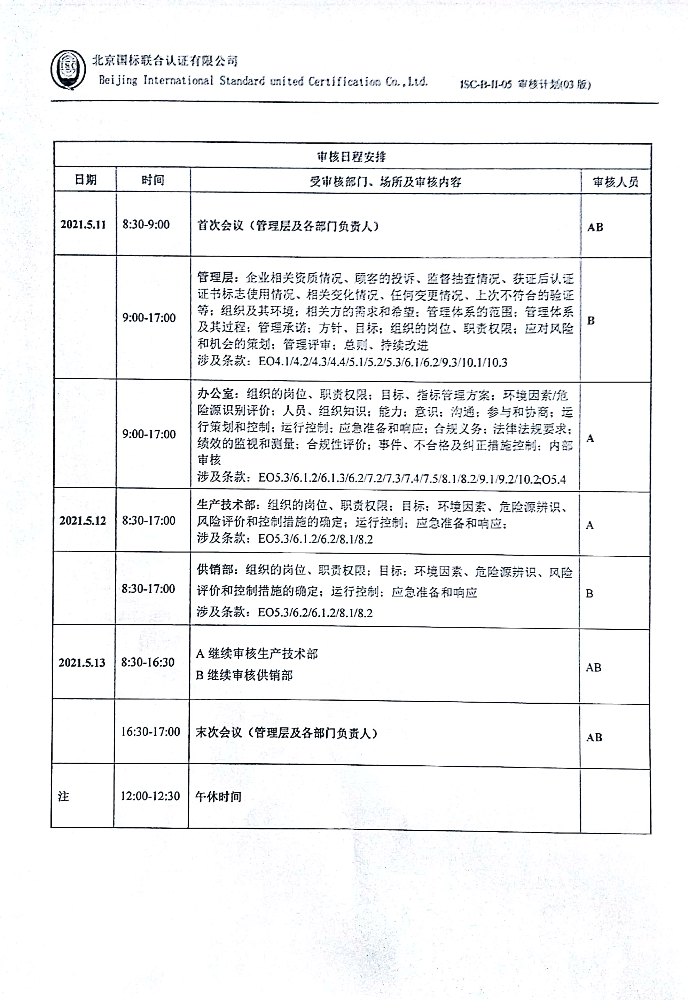 ISC
北京国标联合认证有限公司
Beijing International Standard united Certification Co.,Ltd.
ISC-B-II-05 审核计划(03 版)
审核日程安排
日期
时间
受审核部门、场所及审核内容
审核人员
2021.5.11
8:30-9:00
首次会议（管理层及各部门负责人）
AB
9:00-17:00
管理层：企业相关资质情况、顾客的投诉、监督抽查情况、获证后认证
证书标志使用情况、相关变化情况、任何变更情况、上次不符合的验证
等；组织及其环境；相关方的需求和希望；管理体系的范围；管理体系
及其过程；管理承诺；方针、目标；组织的岗位、职责权限；应对风险
和机会的策划；管理评审；总则、持续改进
涉及条款：EO4.1/4.2/4.3/4.4/5.1/5.2/5.3/6.1/6.2/9.3/10.1/10.3
B
9:00-17:00
办公室：组织的岗位、职责权限；目标、指标管理方案；环境因素/危
险源识别评价；人员、组织知识；能力；意识；沟通；参与和协商；运
行策划和控制；运行控制；应急准备和响应；合规义务；法律法规要求；
绩效的监视和测量；合规性评价；事件、不合格及纠正措施控制；内部
审核
涉及条款：EO5.3/6.1.2/6.1.3/6.2/7.2/7.3/7.4/7.5/8.1/8.2/9.1/9.2/10.2;O5.4
A
2021.5.12
8:30-17:00
生产技术部：组织的岗位、职责权限；目标；环境因素、危险源辨识、
风险评价和控制措施的确定；运行控制；应急准备和响应；
涉及条款：EO5.3/6.1.2/6.2/8.1/8.2
A
8:30-17:00
供销部：组织的岗位、职责权限；目标；环境因素、危险源辨识、风险
评价和控制措施的确定；运行控制；应急准备和响应
涉及条款：EO5.3/6.2/6.1.2/8.1/8.2
B
2021.5.13
8:30-16:30
A 继续审核生产技术部
B 继续审核供销部
AB
16:30-17:00
末次会议（管理层及各部门负责人）
AB
注
12:00-12:30
午休时间